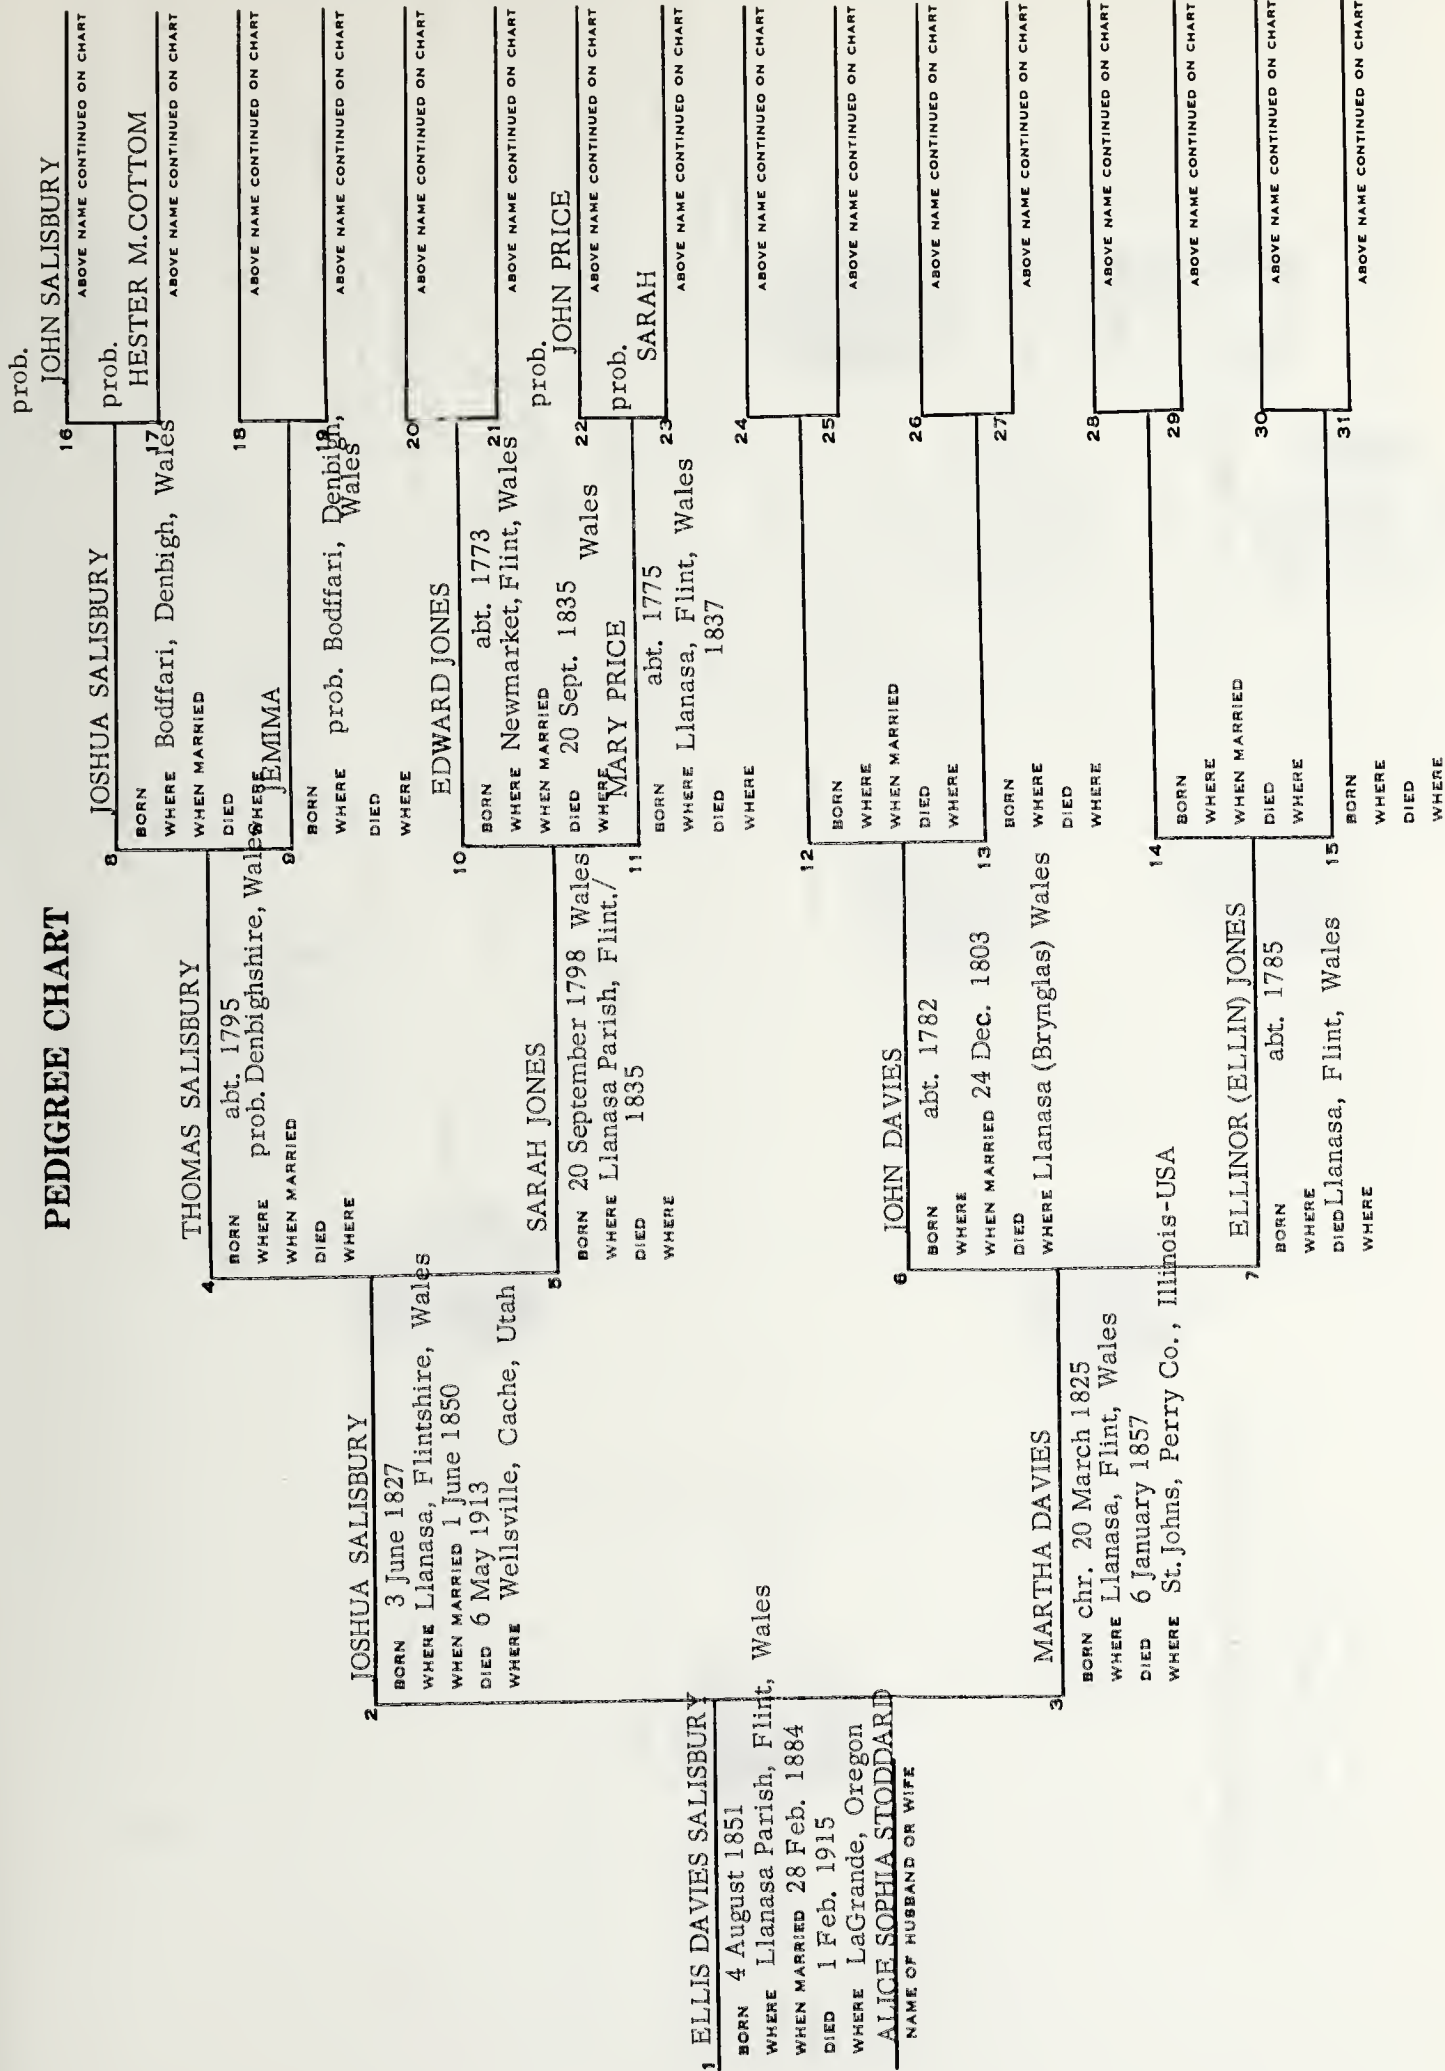 PEDIGREE CHART
1 ELLIS DAVIES SALISBURY
BORN 4 August 1851
WHERE Llanasa Parish, Flint, Wales
WHEN MARRIED 28 Feb. 1884
DIED 1 Feb. 1915
WHERE LaGrande, Oregon
ALICE SOPHIA STODDARD
NAME OF HUSBAND OR WIFE
2 JOSHUA SALISBURY
BORN 3 June 1827
WHERE Llanasa, Flintshire, Wales
WHEN MARRIED 1 June 1850
DIED 6 May 1913
WHERE Wellsville, Cache, Utah
3 MARTHA DAVIES
BORN chr. 20 March 1825
WHERE Llanasa, Flint, Wales
DIED 6 January 1857
WHERE St. Johns, Perry Co., Illinois-USA
4 THOMAS SALISBURY
BORN abt. 1795
WHERE prob. Denbighshire, Wales
WHEN MARRIED
DIED
WHERE
5 SARAH JONES
BORN 20 September 1798 Wales
WHERE Llanasa Parish, Flint./
DIED 1835
WHERE
6 JOHN DAVIES
BORN abt. 1782
WHERE
WHEN MARRIED 24 Dec. 1803
DIED
WHERE Llanasa (Brynglas) Wales
7 ELLINOR (ELLIN) JONES
BORN abt. 1785
WHERE
DIED Llanasa, Flint, Wales
WHERE
8 JOSHUA SALISBURY
BORN
WHERE Bodffari, Denbigh, Wales
WHEN MARRIED
DIED
WHERE
9 JEMIMA
BORN
WHERE prob. Bodffari, Denbigh,
Wales
DIED
WHERE
10 EDWARD JONES
BORN abt. 1773
WHERE Newmarket, Flint, Wales
WHEN MARRIED
DIED 20 Sept. 1835
WHERE Wales
11 MARY PRICE
BORN abt. 1775
WHERE Llanasa, Flint, Wales
DIED 1837
WHERE
12
BORN
WHERE
WHEN MARRIED
DIED
WHERE
13
BORN
WHERE
DIED
WHERE
14
BORN
WHERE
WHEN MARRIED
DIED
WHERE
15
BORN
WHERE
DIED
WHERE
prob.
16 JOHN SALISBURY
ABOVE NAME CONTINUED ON CHART
prob.
17 HESTER M. COTTOM
ABOVE NAME CONTINUED ON CHART
18
ABOVE NAME CONTINUED ON CHART
19
ABOVE NAME CONTINUED ON CHART
20
ABOVE NAME CONTINUED ON CHART
21
ABOVE NAME CONTINUED ON CHART
prob.
22 JOHN PRICE
ABOVE NAME CONTINUED ON CHART
prob.
23 SARAH
ABOVE NAME CONTINUED ON CHART
24
ABOVE NAME CONTINUED ON CHART
25
ABOVE NAME CONTINUED ON CHART
26
ABOVE NAME CONTINUED ON CHART
27
ABOVE NAME CONTINUED ON CHART
28
ABOVE NAME CONTINUED ON CHART
29
ABOVE NAME CONTINUED ON CHART
30
ABOVE NAME CONTINUED ON CHART
31
ABOVE NAME CONTINUED ON CHART